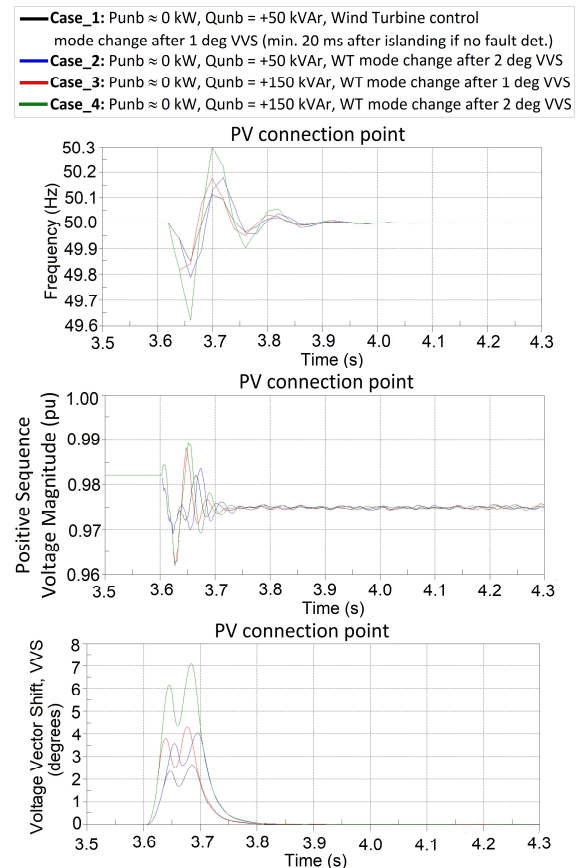 Case_1: Punb ≈ 0 kW, Qunb = +50 kVAr, Wind Turbine control
mode change after 1 deg VVS (min. 20 ms after islanding if no fault det.)
Case_2: Punb ≈ 0 kW, Qunb = +50 kVAr, WT mode change after 2 deg VVS
Case_3: Punb ≈ 0 kW, Qunb = +150 kVAr, WT mode change after 1 deg VVS
Case_4: Punb ≈ 0 kW, Qunb = +150 kVAr, WT mode change after 2 deg VVS
PV connection point
Frequency (Hz)
50.3
50.2
50.1
50.0
49.9
49.8
49.7
49.6
3.5 3.6 3.7 3.8 3.9 4.0 4.1 4.2 4.3
Time (s)
PV connection point
Positive Sequence
Voltage Magnitude (pu)
1.00
0.99
0.98
0.97
0.96
3.5 3.6 3.7 3.8 3.9 4.0 4.1 4.2 4.3
Time (s)
PV connection point
Voltage Vector Shift, VVS
(degrees)
8
7
6
5
4
3
2
1
0
3.5 3.6 3.7 3.8 3.9 4.0 4.1 4.2 4.3
Time (s)